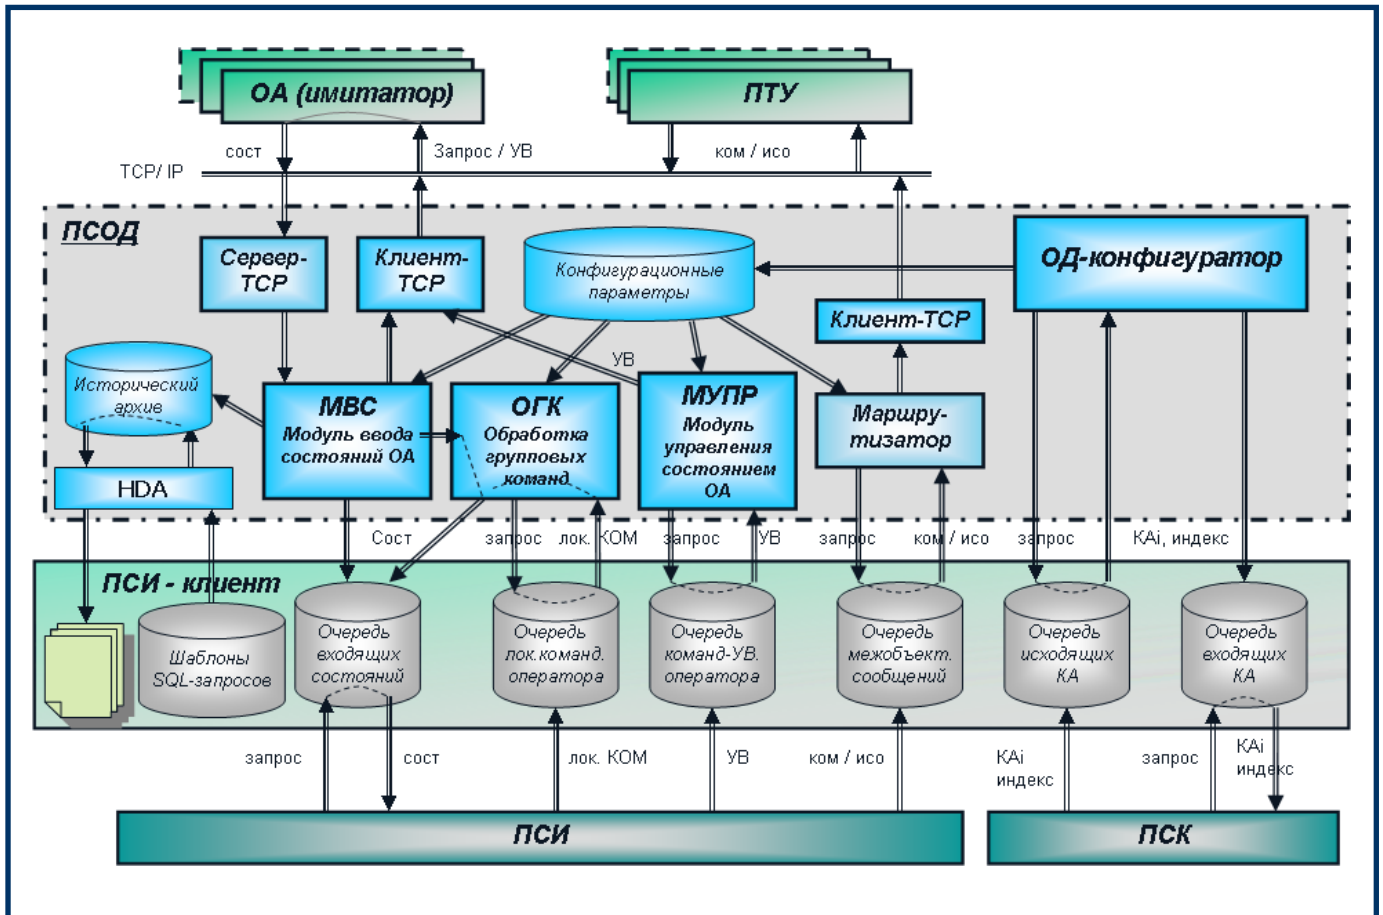 ОА (имитатор)
ПТУ
сост
Запрос / УВ
ком / исо
TCP/ IP
ПСОД
Сервер-
TCP
Клиент-
TCP
Конфигурационные
параметры
ОД-конфигуратор
Клиент-TCP
УВ
Исторический
архив
МВС
Модуль ввода
состояний ОА
ОГК
Обработка
групповых
команд
МУПР
Модуль
управления
состоянием
ОА
Маршру-
тизатор
HDA
Сост
запрос
лок. КОМ
запрос
УВ
запрос
ком / исо
запрос
КАi, индекс
ПСИ - клиент
Шаблоны
SQL-запросов
Очередь
входящих
состояний
Очередь
лок.команд.
оператора
Очередь
команд-УВ.
оператора
Очередь
межобъект.
сообщений
Очередь
исходящих
КА
Очередь
входящих
КА
запрос
сост
лок. КОМ
УВ
ком / исо
КАi
индекс
запрос
КАi
индекс
ПСИ
ПСК